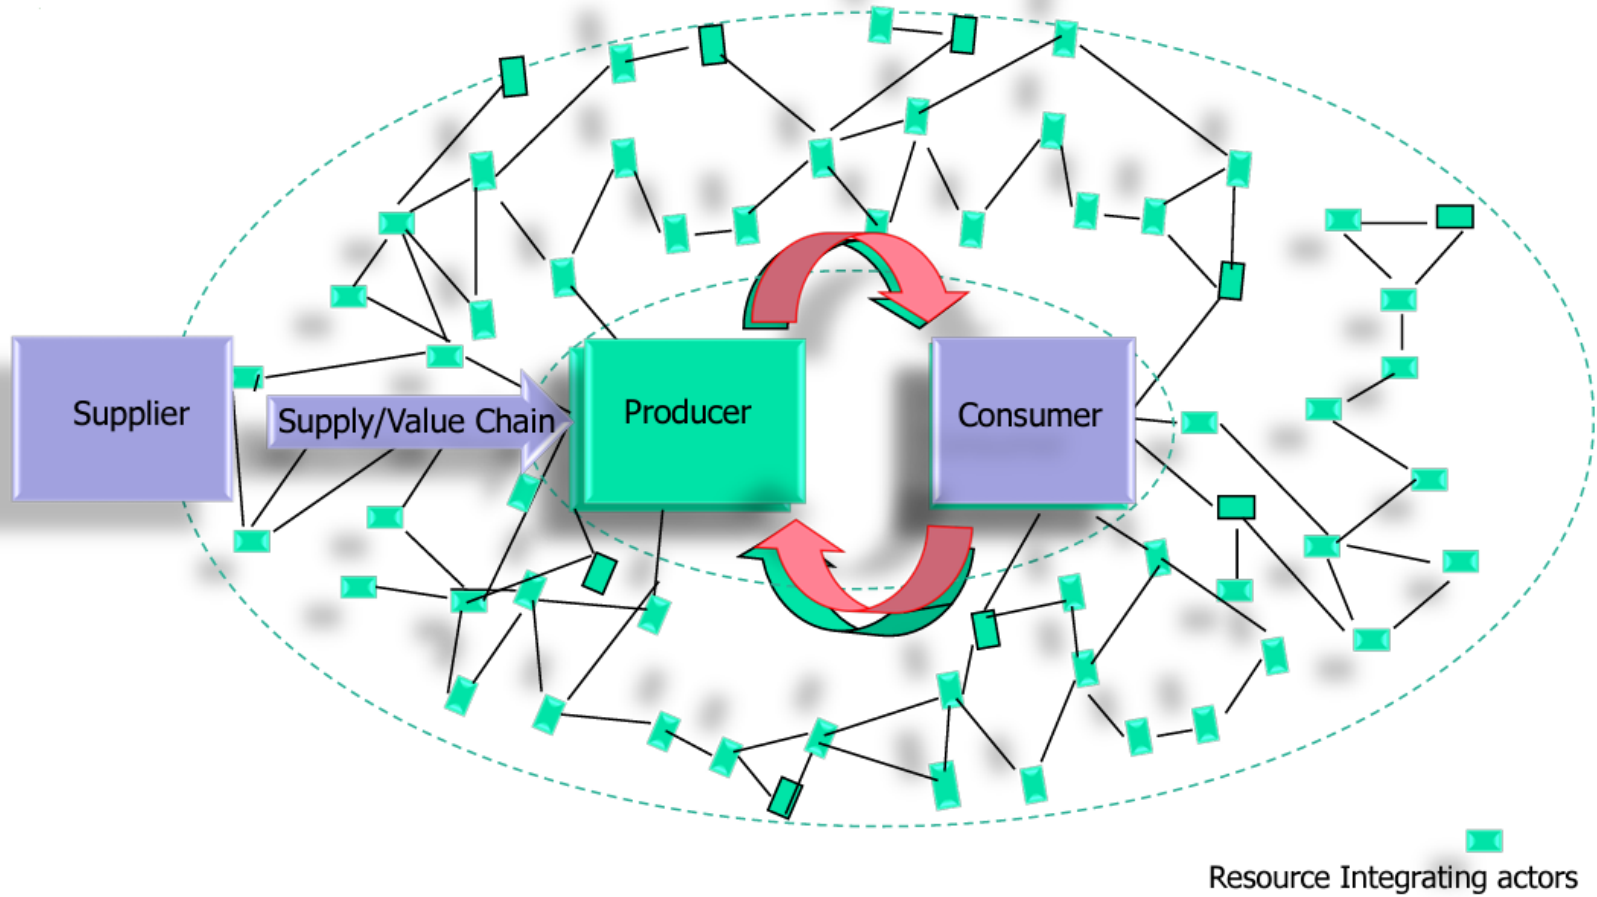 Supplier
Supply/Value Chain
Producer
Consumer
Resource Integrating actors